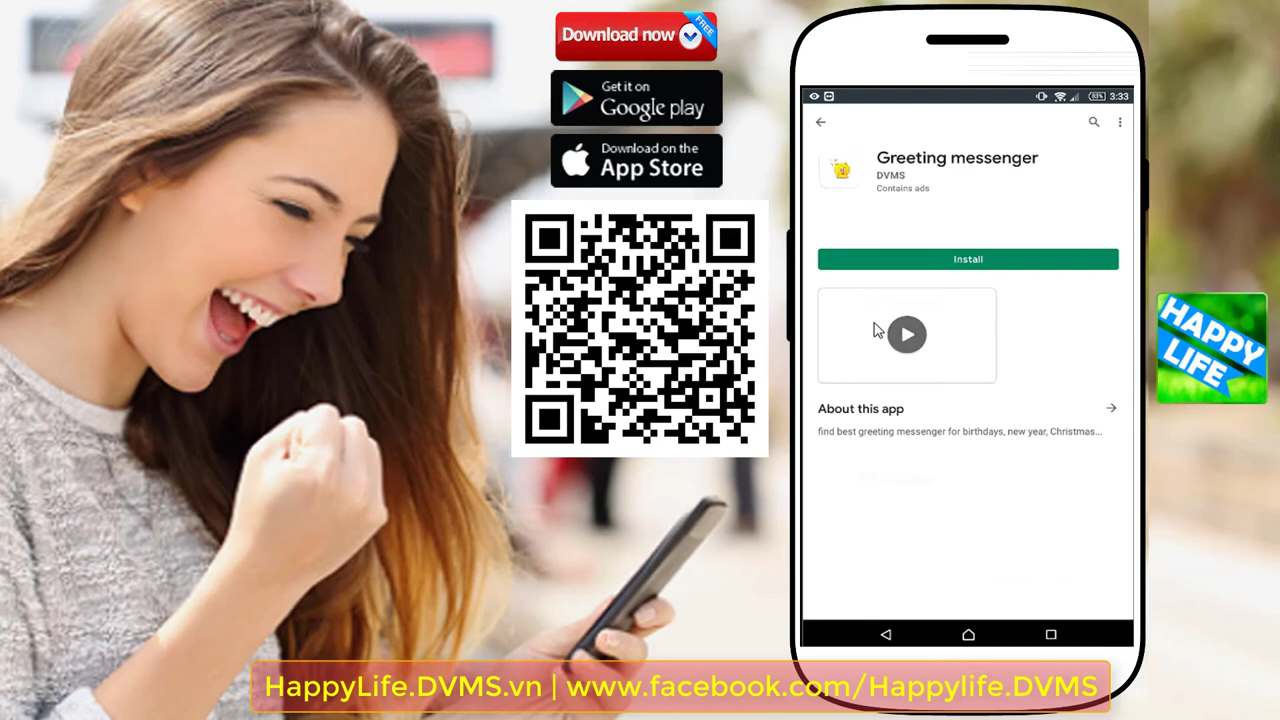 Download now
FREE
Get it on
Google play
Download on the
App Store
83%
3:33
Greeting messenger
DVMS
Contains ads
Install
About this app
find best greeting messenger for birthdays, new year, Christmas...
HAPPY
LIFE
HappyLife.DVMS.vn | www.facebook.com/Happylife.DVMS